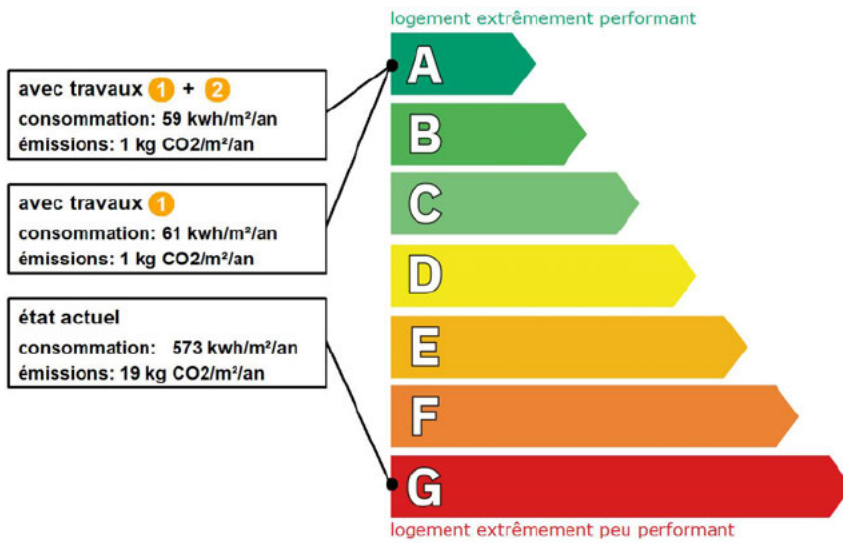 logement extrêmement performant
avec travaux 1 + 2
consommation: 59 kwh/m²/an
émissions: 1 kg CO2/m²/an
avec travaux 1
consommation: 61 kwh/m²/an
émissions: 1 kg CO2/m²/an
état actuel
consommation: 573 kwh/m²/an
émissions: 19 kg CO2/m²/an
A
B
C
D
E
F
G
logement extrêmement peu performant